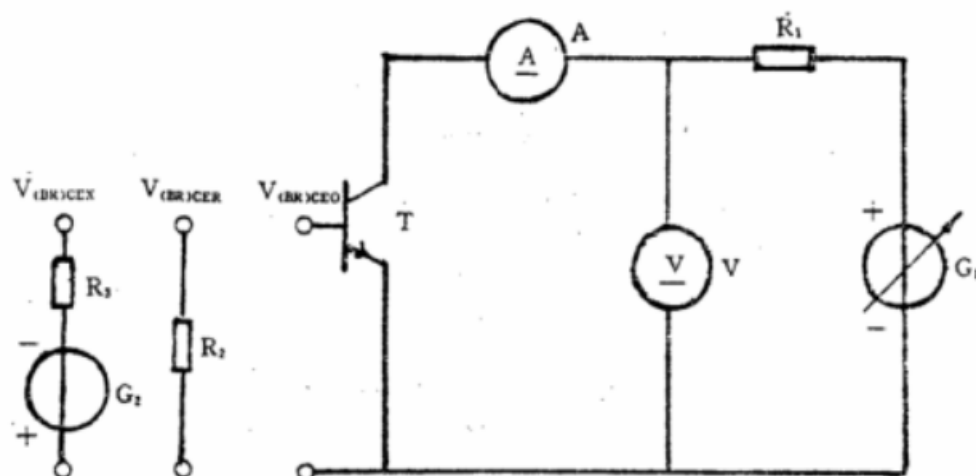 A
A
R₁
V(BR)CEX
V(BR)CER
V(BR)CEO
T
+
R₃
V
V
G₁
−
R₂
−
G₂
+